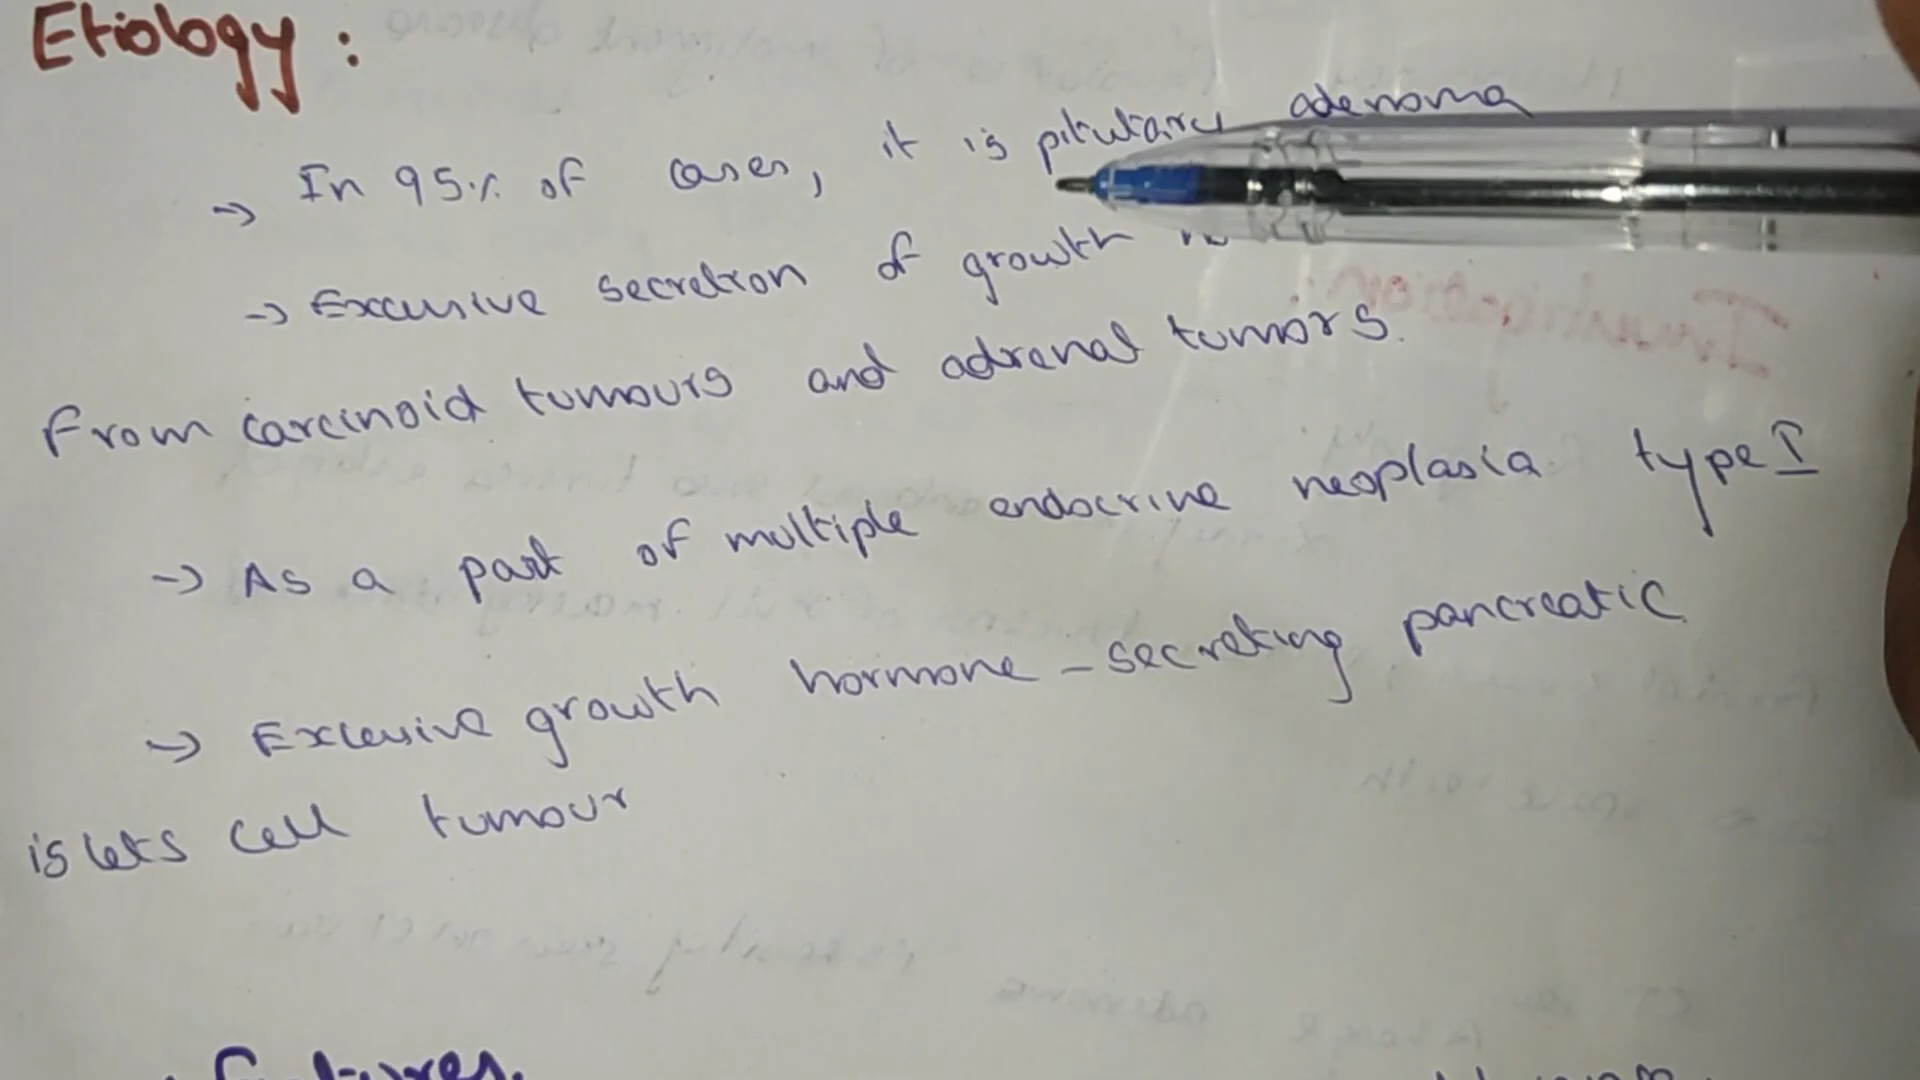 Etiology :
→ In 95% of cases, it is pitutary adenoma
→ Excessive secretion of growth
From carcinoid tumours and adrenal tumors.
→ As a part of multiple endocrine neoplasia type I
→ Excessive growth hormone - secreting pancreatic
islets cell tumour